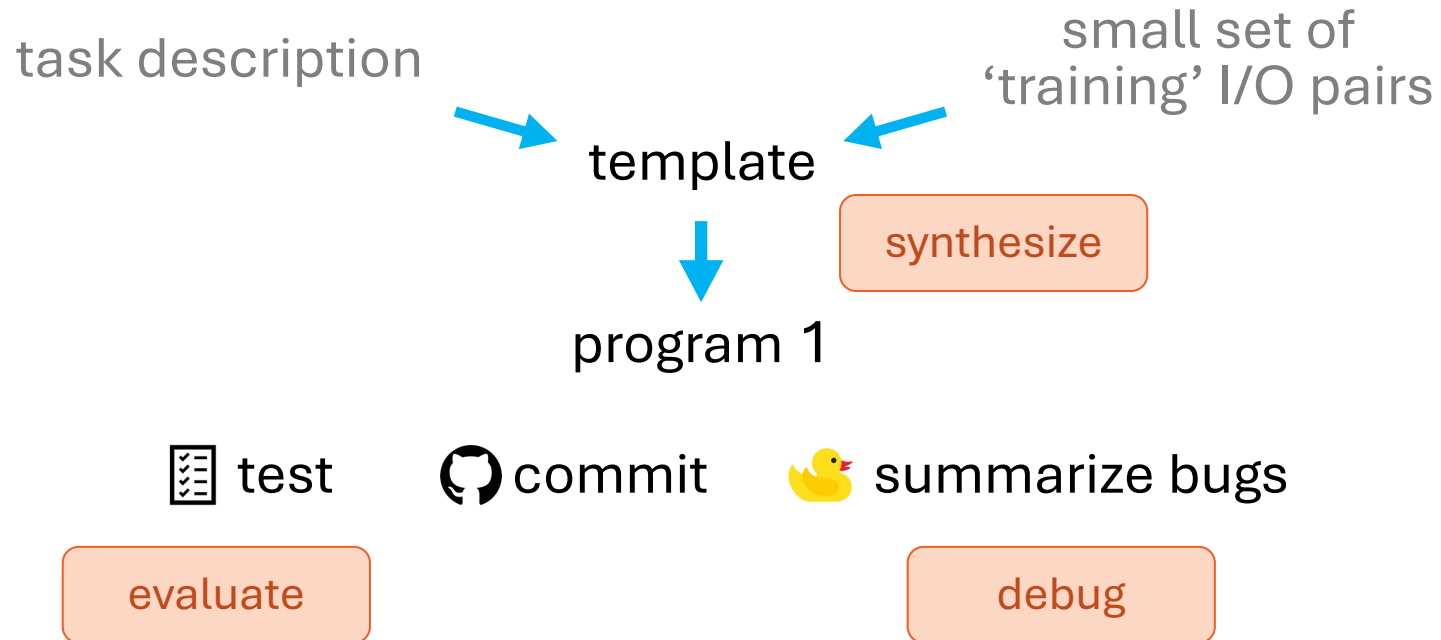 task description
small set of
‘training’ I/O pairs
template
synthesize
program 1
test
commit
summarize bugs
evaluate
debug